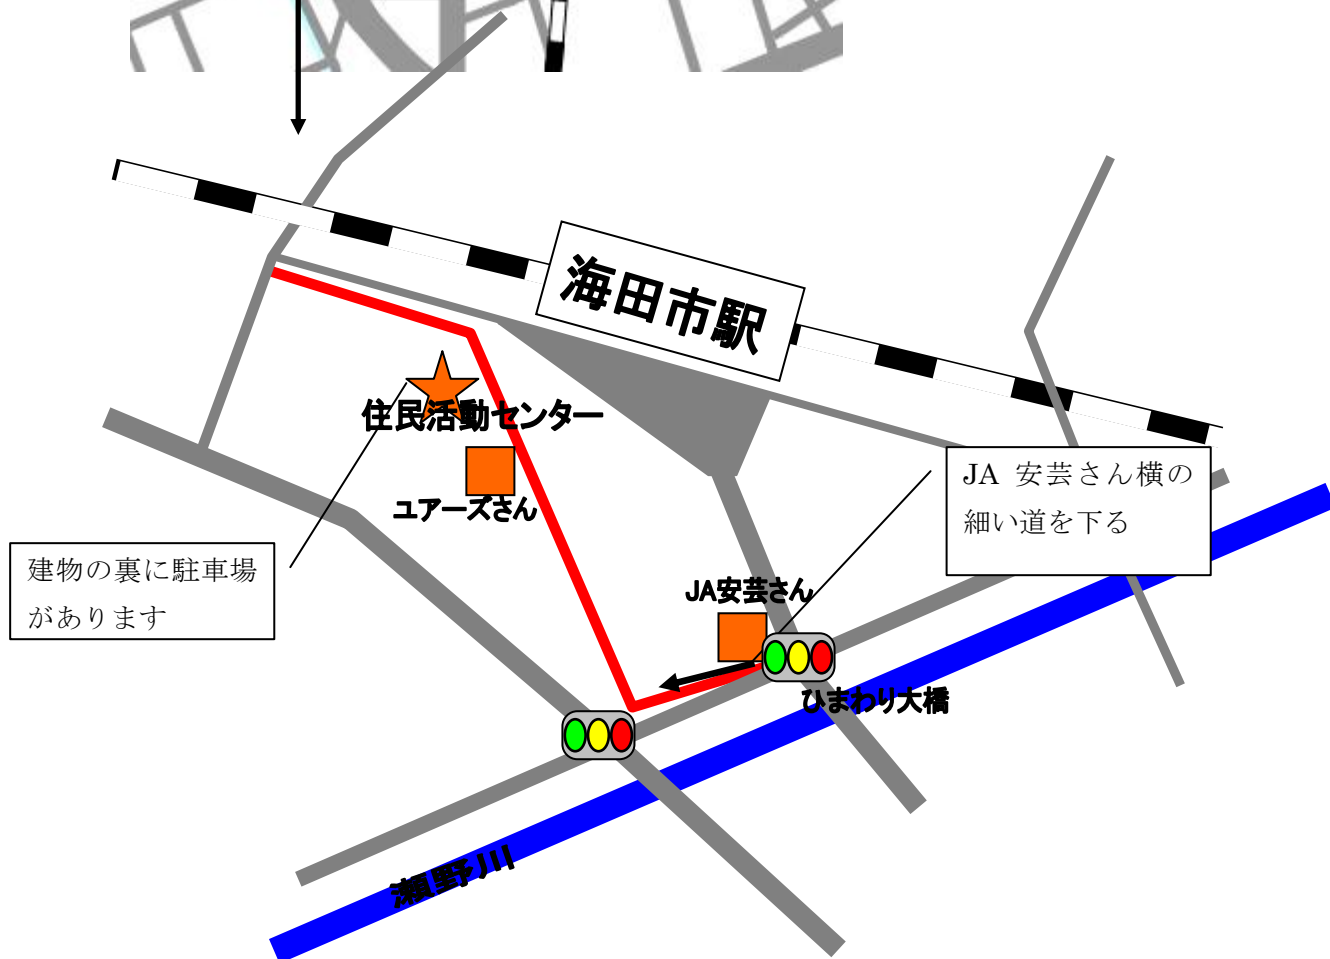 海田市駅
住民活動センター
ユアーズさん
JA 安芸さん横の
細い道を下る
建物の裏に駐車場
があります
JA安芸さん
ひまわり大橋
瀬野川